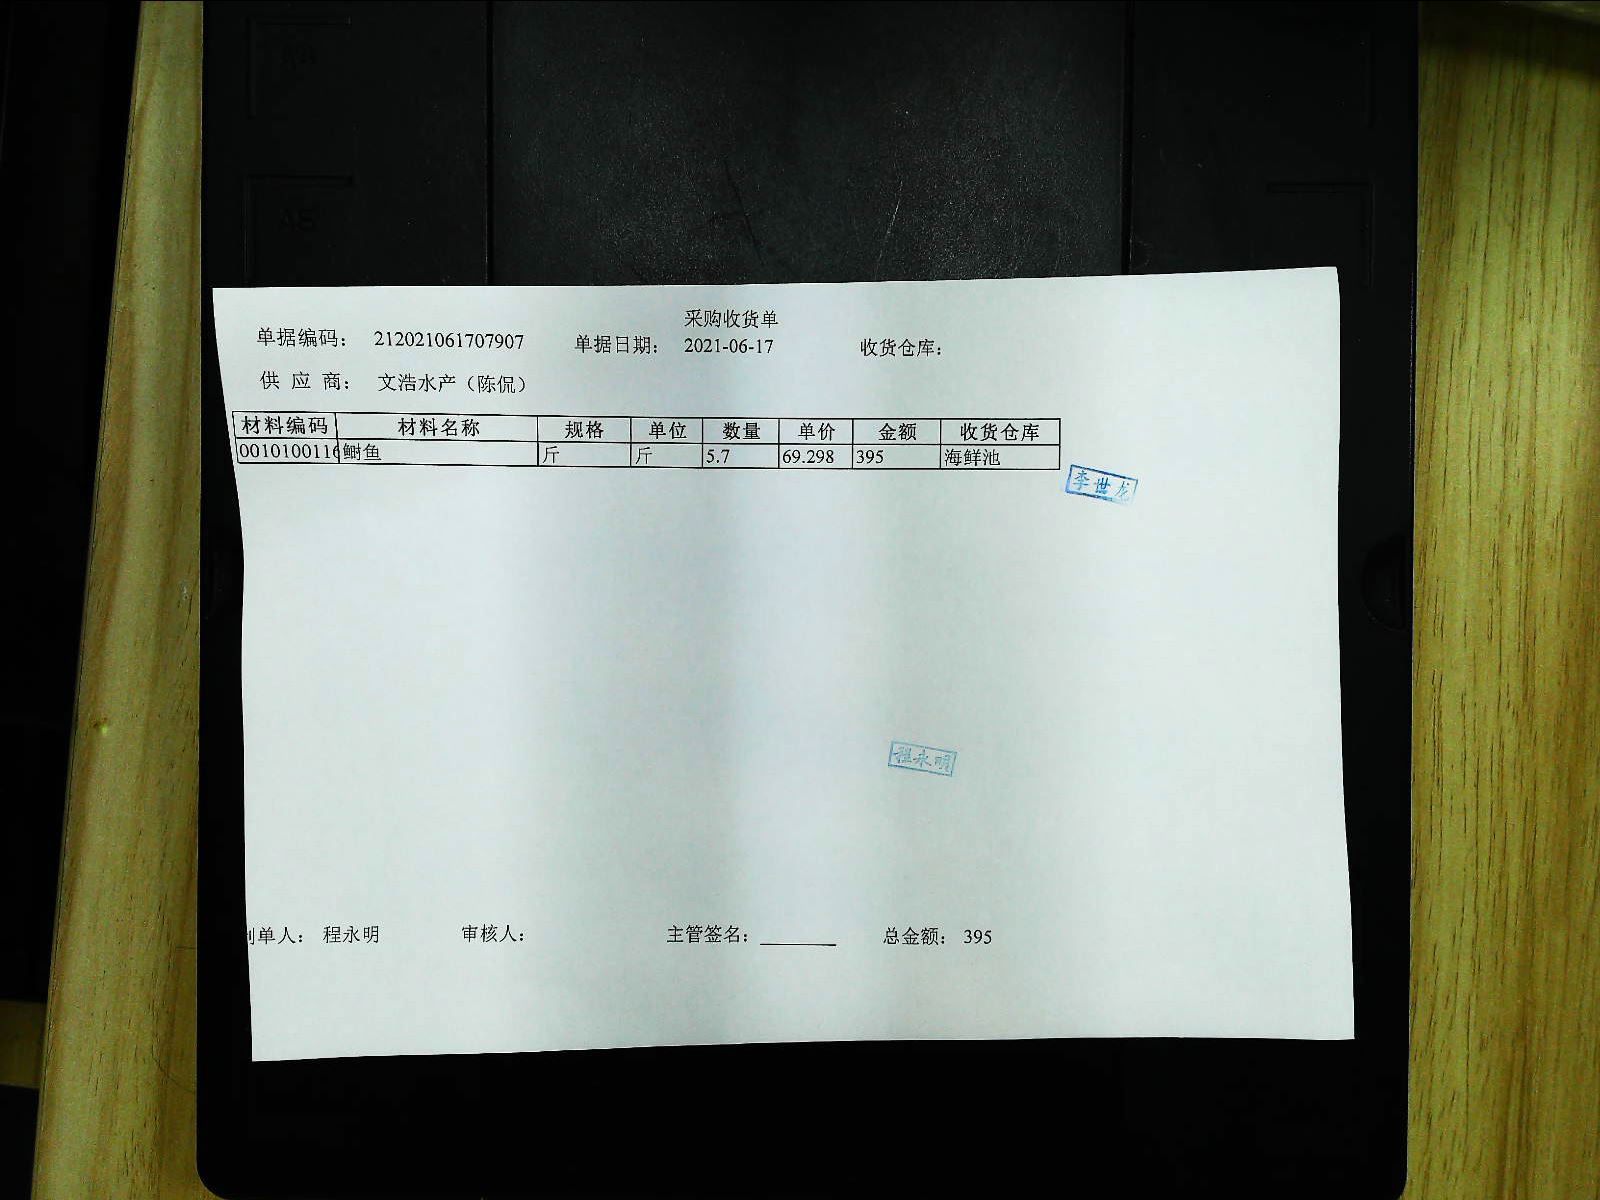 采购收货单
单据编码： 212021061707907 单据日期： 2021-06-17 收货仓库：
供 应 商： 文浩水产（陈侃）
材料编码 材料名称 规格 单位 数量 单价 金额 收货仓库
0010100116 鲥鱼 斤 斤 5.7 69.298 395 海鲜池
李世龙
程永明
制单人： 程永明 审核人： 主管签名：______ 总金额： 395